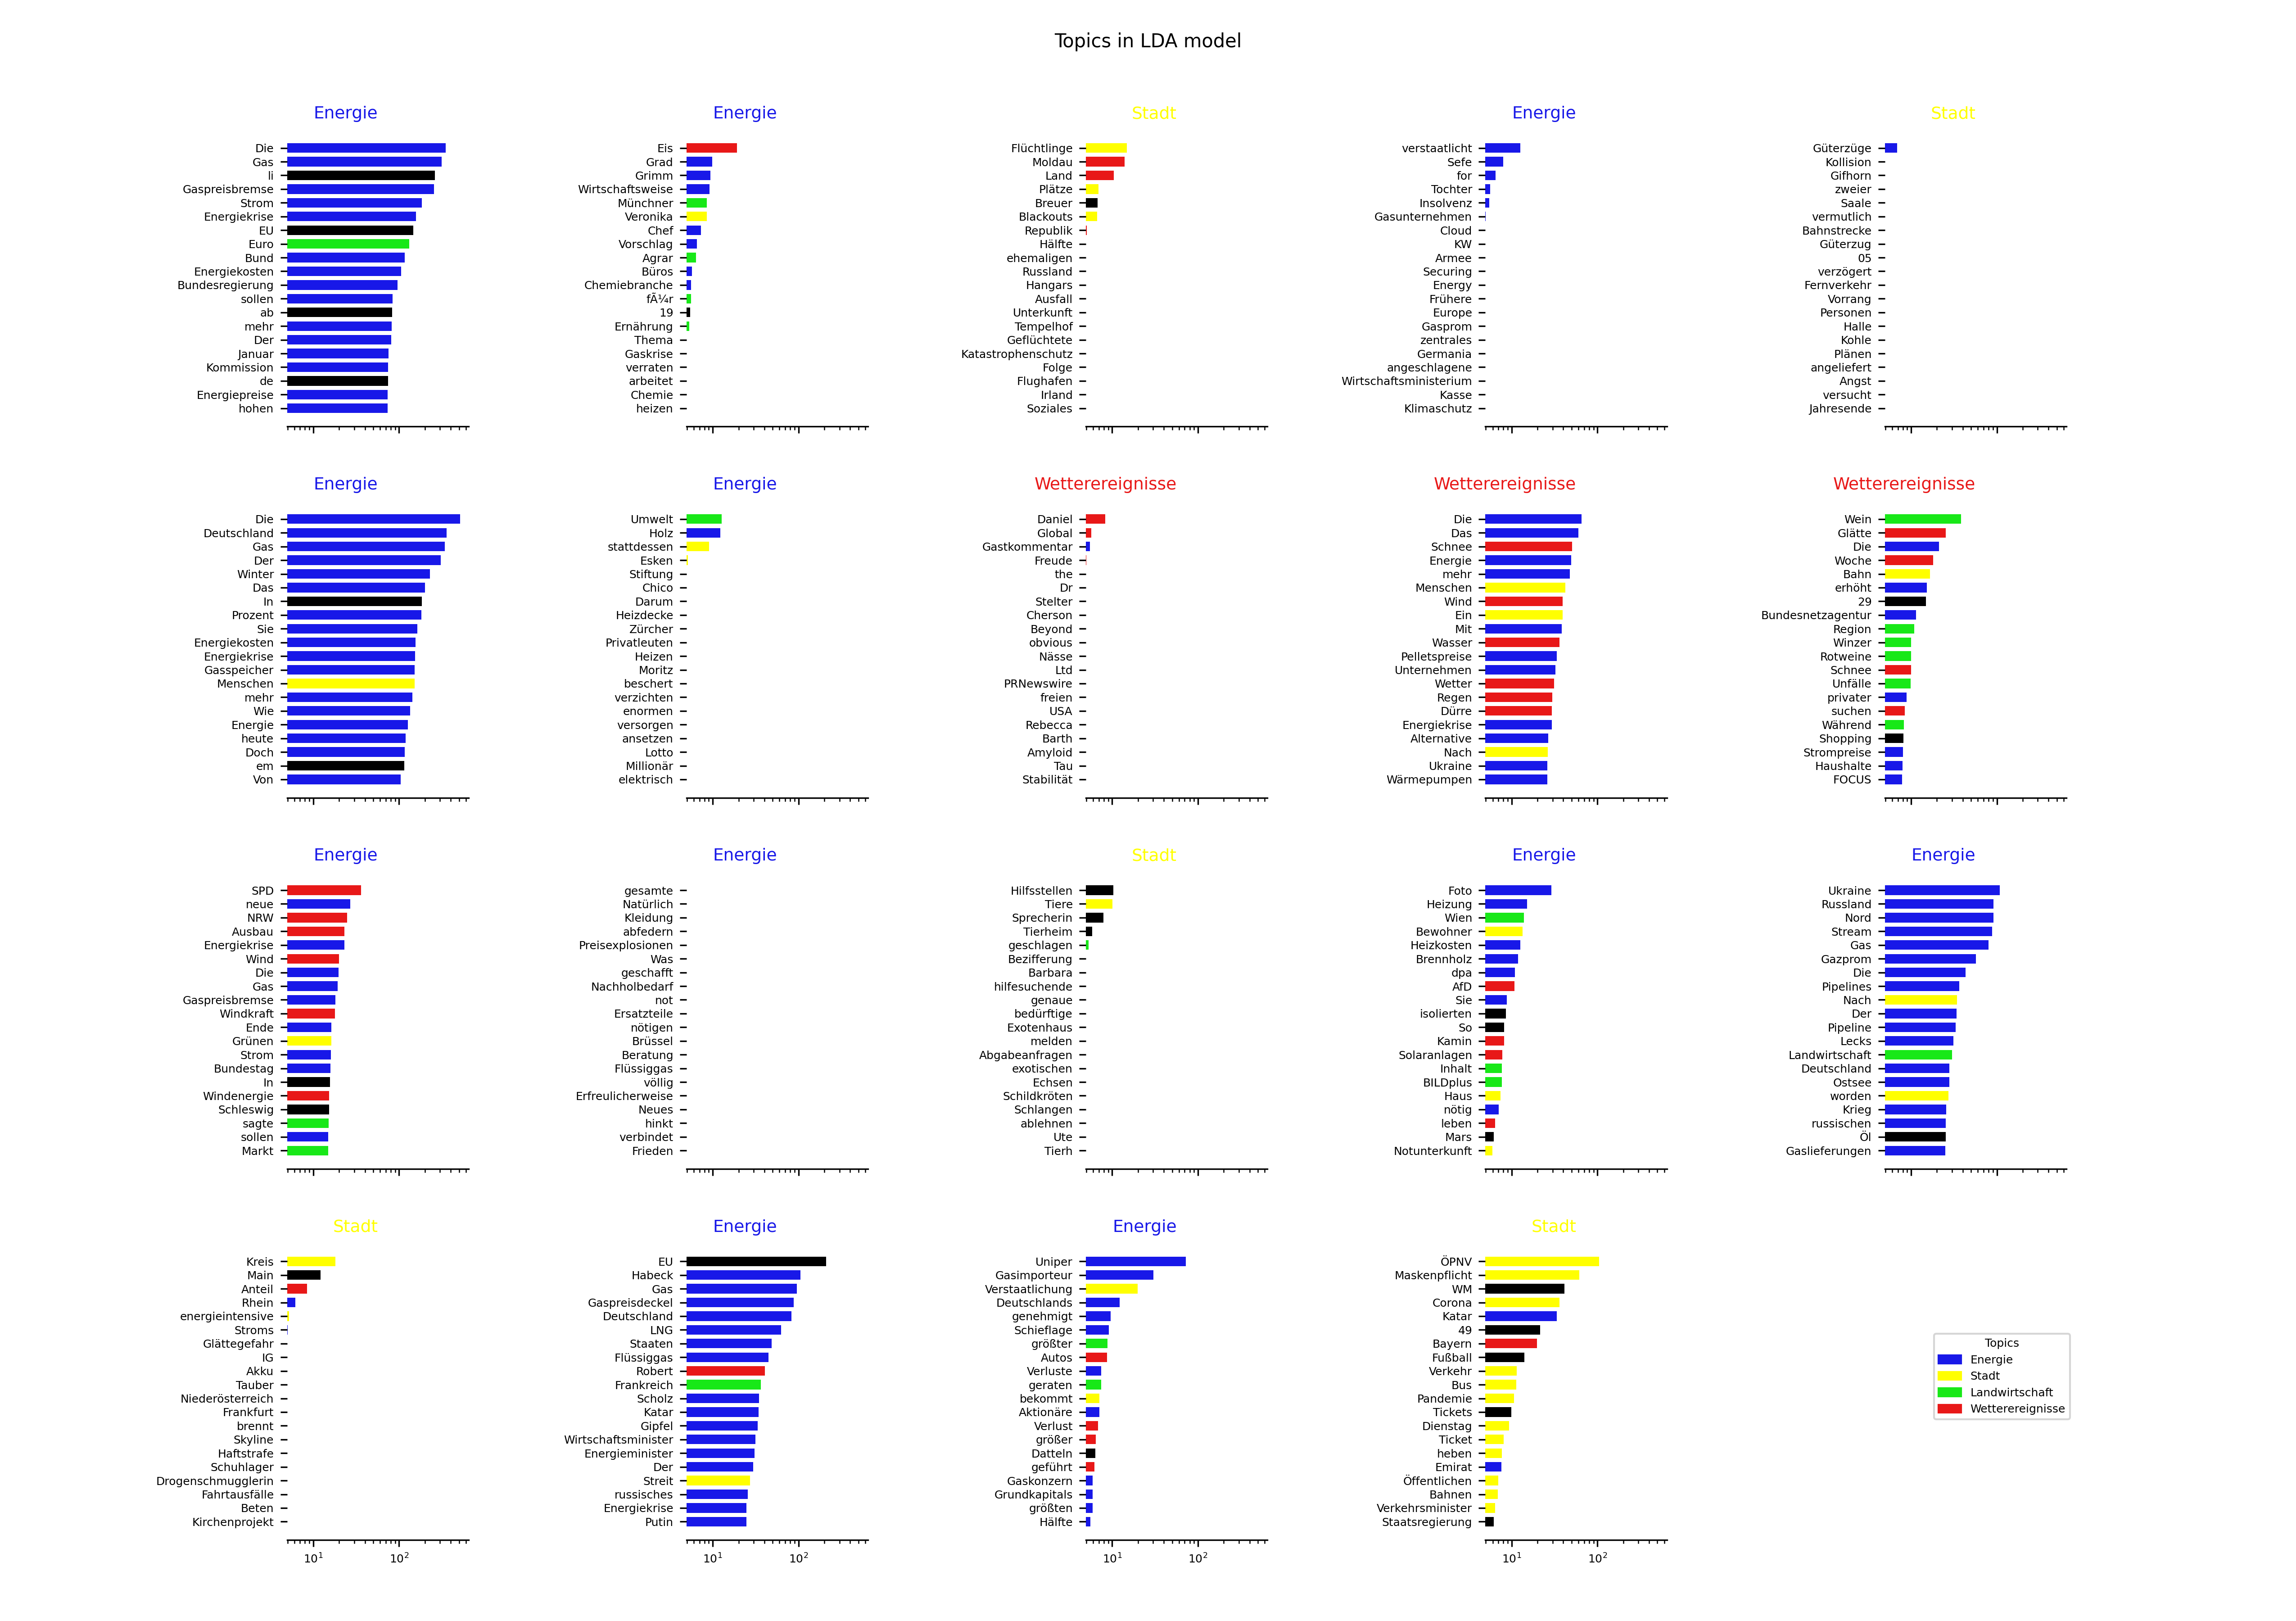 Topics in LDA model
Energie
Die
Gas
li
Gaspreisbremse
Strom
Energiekrise
EU
Euro
Bund
Energiekosten
Bundesregierung
sollen
ab
mehr
Der
Januar
Kommission
de
Energiepreise
hohen
Energie
Eis
Grad
Grimm
Wirtschaftsweise
Münchner
Veronika
Chef
Vorschlag
Agrar
Büros
Chemiebranche
fÃ¼r
19
Ernährung
Thema
Gaskrise
verraten
arbeitet
Chemie
heizen
Stadt
Flüchtlinge
Moldau
Land
Plätze
Breuer
Blackouts
Republik
Hälfte
ehemaligen
Russland
Hangars
Ausfall
Unterkunft
Tempelhof
Geflüchtete
Katastrophenschutz
Folge
Flughafen
Irland
Soziales
Energie
verstaatlicht
Sefe
for
Tochter
Insolvenz
Gasunternehmen
Cloud
KW
Armee
Securing
Energy
Frühere
Europe
Gasprom
zentrales
Germania
angeschlagene
Wirtschaftsministerium
Kasse
Klimaschutz
Stadt
Güterzüge
Kollision
Gifhorn
zweier
Saale
vermutlich
Bahnstrecke
Güterzug
05
verzögert
Fernverkehr
Vorrang
Personen
Halle
Kohle
Plänen
angeliefert
Angst
versucht
Jahresende
Energie
Die
Deutschland
Gas
Der
Winter
Das
In
Prozent
Sie
Energiekosten
Energiekrise
Gasspeicher
Menschen
mehr
Wie
Energie
heute
Doch
em
Von
Energie
Umwelt
Holz
stattdessen
Esken
Stiftung
Chico
Darum
Heizdecke
Zürcher
Privatleuten
Heizen
Moritz
beschert
verzichten
enormen
versorgen
ansetzen
Lotto
Millionär
elektrisch
Wetterereignisse
Daniel
Global
Gastkommentar
Freude
the
Dr
Stelter
Cherson
Beyond
obvious
Nässe
Ltd
PRNewswire
freien
USA
Rebecca
Barth
Amyloid
Tau
Stabilität
Wetterereignisse
Die
Das
Schnee
Energie
mehr
Menschen
Wind
Ein
Mit
Wasser
Pelletspreise
Unternehmen
Wetter
Regen
Dürre
Energiekrise
Alternative
Nach
Ukraine
Wärmepumpen
Wetterereignisse
Wein
Glätte
Die
Woche
Bahn
erhöht
29
Bundesnetzagentur
Region
Winzer
Rotweine
Schnee
Unfälle
privater
suchen
Während
Shopping
Strompreise
Haushalte
FOCUS
Energie
SPD
neue
NRW
Ausbau
Energiekrise
Wind
Die
Gas
Gaspreisbremse
Windkraft
Ende
Grünen
Strom
Bundestag
In
Windenergie
Schleswig
sagte
sollen
Markt
Energie
gesamte
Natürlich
Kleidung
abfedern
Preisexplosionen
Was
geschafft
Nachholbedarf
not
Ersatzteile
nötigen
Brüssel
Beratung
Flüssiggas
völlig
Erfreulicherweise
Neues
hinkt
verbindet
Frieden
Stadt
Hilfsstellen
Tiere
Sprecherin
Tierheim
geschlagen
Bezifferung
Barbara
hilfesuchende
genaue
bedürftige
Exotenhaus
melden
Abgabeanfragen
exotischen
Echsen
Schildkröten
Schlangen
ablehnen
Ute
Tierh
Energie
Foto
Heizung
Wien
Bewohner
Heizkosten
Brennholz
dpa
AfD
Sie
isolierten
So
Kamin
Solaranlagen
Inhalt
BILDplus
Haus
nötig
leben
Mars
Notunterkunft
Energie
Ukraine
Russland
Nord
Stream
Gas
Gazprom
Die
Pipelines
Nach
Der
Pipeline
Lecks
Landwirtschaft
Deutschland
Ostsee
worden
Krieg
russischen
Öl
Gaslieferungen
Stadt
Kreis
Main
Anteil
Rhein
energieintensive
Stroms
Glättegefahr
IG
Akku
Tauber
Niederösterreich
Frankfurt
brennt
Skyline
Haftstrafe
Schuhlager
Drogenschmugglerin
Fahrtausfälle
Beten
Kirchenprojekt
10¹ 10²
Energie
EU
Habeck
Gas
Gaspreisdeckel
Deutschland
LNG
Staaten
Flüssiggas
Robert
Frankreich
Scholz
Katar
Gipfel
Wirtschaftsminister
Energieminister
Der
Streit
russisches
Energiekrise
Putin
10¹ 10²
Energie
Uniper
Gasimporteur
Verstaatlichung
Deutschlands
genehmigt
Schieflage
größter
Autos
Verluste
geraten
bekommt
Aktionäre
Verlust
größer
Datteln
geführt
Gaskonzern
Grundkapitals
größten
Hälfte
10¹ 10²
Stadt
ÖPNV
Maskenpflicht
WM
Corona
Katar
49
Bayern
Fußball
Verkehr
Bus
Pandemie
Tickets
Dienstag
Ticket
heben
Emirat
Öffentlichen
Bahnen
Verkehrsminister
Staatsregierung
10¹ 10²
Topics
Energie
Stadt
Landwirtschaft
Wetterereignisse